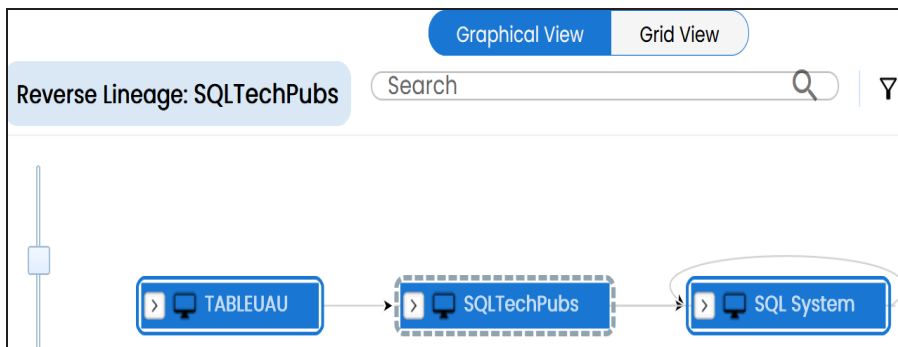 Graphical View
Grid View
Reverse Lineage: SQLTechPubs
Search
TABLEUAU
SQLTechPubs
SQL System